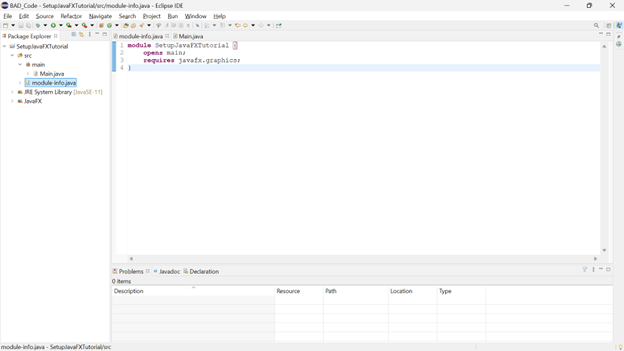 BAD_Code - SetupJavaFXTutorial/src/module-info.java - Eclipse IDE
File Edit Source Refactor Navigate Search Project Run Window Help
Package Explorer
module-info.java Main.java
SetupJavaFXTutorial
src
main
Main.java
module-info.java
JRE System Library [JavaSE-11]
JavaFX
1 module SetupJavaFXTutorial {
2 opens main;
3 requires javafx.graphics;
4 }
Problems Javadoc Declaration
0 items
Description Resource Path Location Type
module-info.java - SetupJavaFXTutorial/src